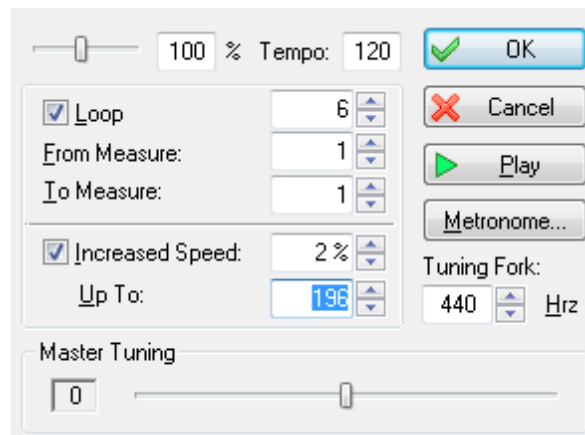 100 % Tempo: 120 OK
Loop 6 Cancel
From Measure: 1 Play
To Measure: 1
Metronome...
Increased Speed: 2 %
Tuning Fork:
Up To: 196
440 Hrz
Master Tuning
0